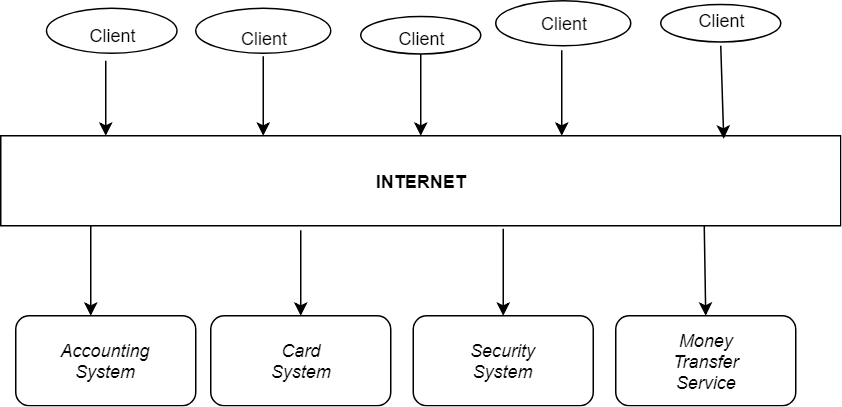 Client
Client
Client
Client
Client
INTERNET
Accounting
System
Card
System
Security
System
Money
Transfer
Service